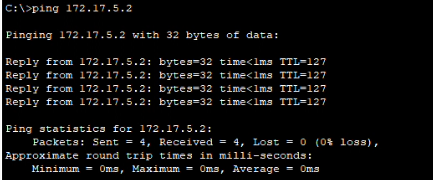 C:\>ping 172.17.5.2
Pinging 172.17.5.2 with 32 bytes of data:
Reply from 172.17.5.2: bytes=32 time<1ms TTL=127
Reply from 172.17.5.2: bytes=32 time<1ms TTL=127
Reply from 172.17.5.2: bytes=32 time<1ms TTL=127
Reply from 172.17.5.2: bytes=32 time<1ms TTL=127
Ping statistics for 172.17.5.2:
    Packets: Sent = 4, Received = 4, Lost = 0 (0% loss),
Approximate round trip times in milli-seconds:
    Minimum = 0ms, Maximum = 0ms, Average = 0ms